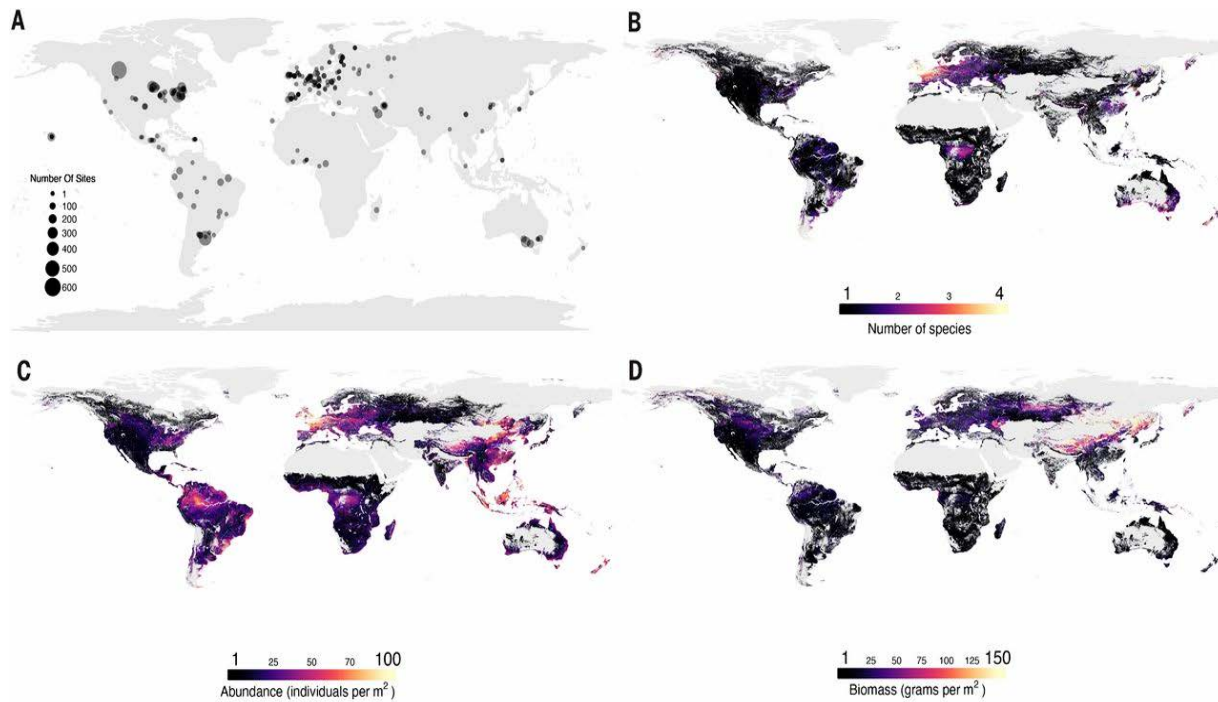 A
Number Of Sites
1
100
200
300
400
500
600
B
1 2 3 4
Number of species
C
1 25 50 70 100
Abundance (individuals per m²)
D
1 25 50 75 100 125 150
Biomass (grams per m²)